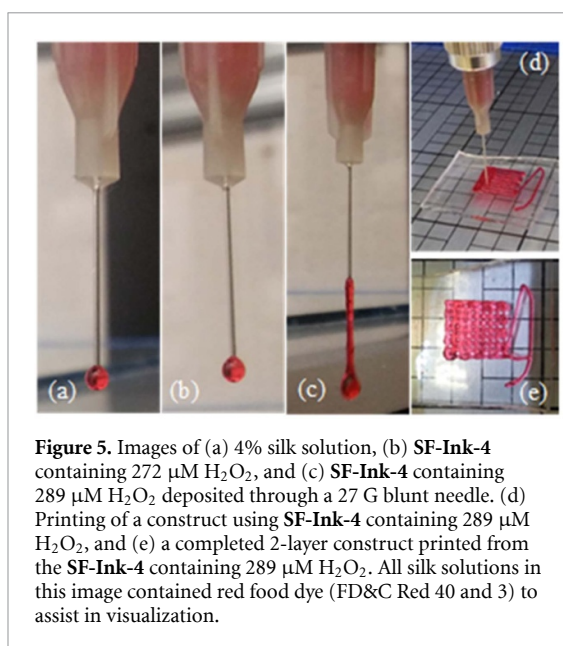 (a)
(b)
(c)
(d)
(e)
Figure 5. Images of (a) 4% silk solution, (b) SF-Ink-4
containing 272 μM H₂O₂, and (c) SF-Ink-4 containing
289 μM H₂O₂ deposited through a 27 G blunt needle. (d)
Printing of a construct using SF-Ink-4 containing 289 μM
H₂O₂, and (e) a completed 2-layer construct printed from
the SF-Ink-4 containing 289 μM H₂O₂. All silk solutions in
this image contained red food dye (FD&C Red 40 and 3) to
assist in visualization.